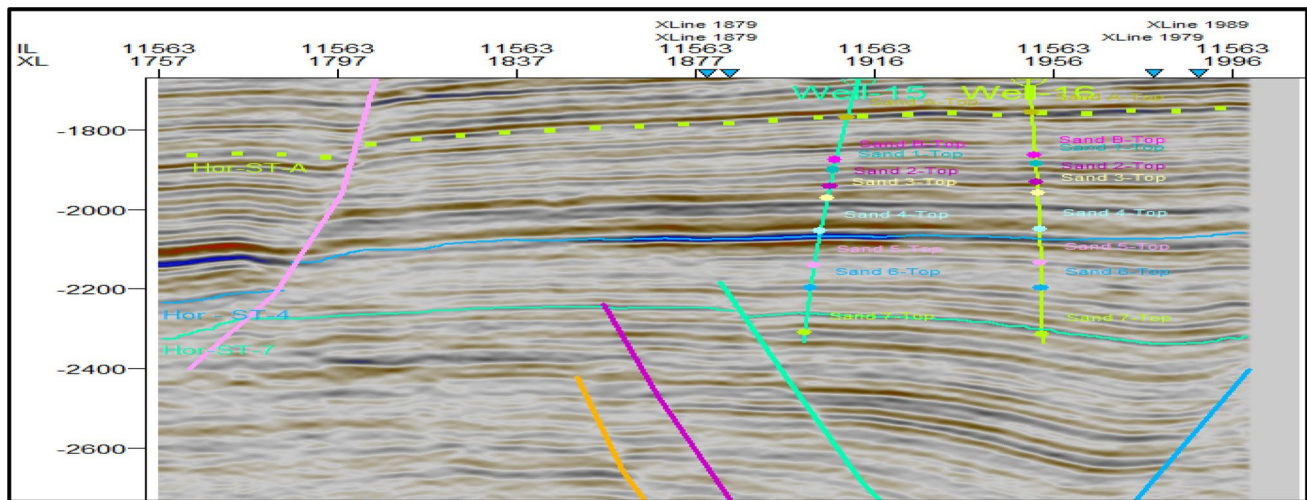 XLine 1879 XLine 1989
XLine 1879 XLine 1979
IL 11563 11563 11563 11563 11563 11563 11563
XL 1757 1797 1837 1877 1916 1956 1996
Well-15 Well-16
Sand A-Top Sand A-Top
-1800
Sand B-Top Sand B-Top
Sand 1-Top Sand 1-Top
Hor-ST-A Sand 2-Top Sand 2-Top
Sand 3-Top Sand 3-Top
-2000
Sand 4-Top Sand 4-Top
Sand 5-Top Sand 5-Top
Sand 6-Top Sand 6-Top
-2200
Hor - ST-4
Sand 7-Top Sand 7-Top
Hor-ST-7
-2400
-2600